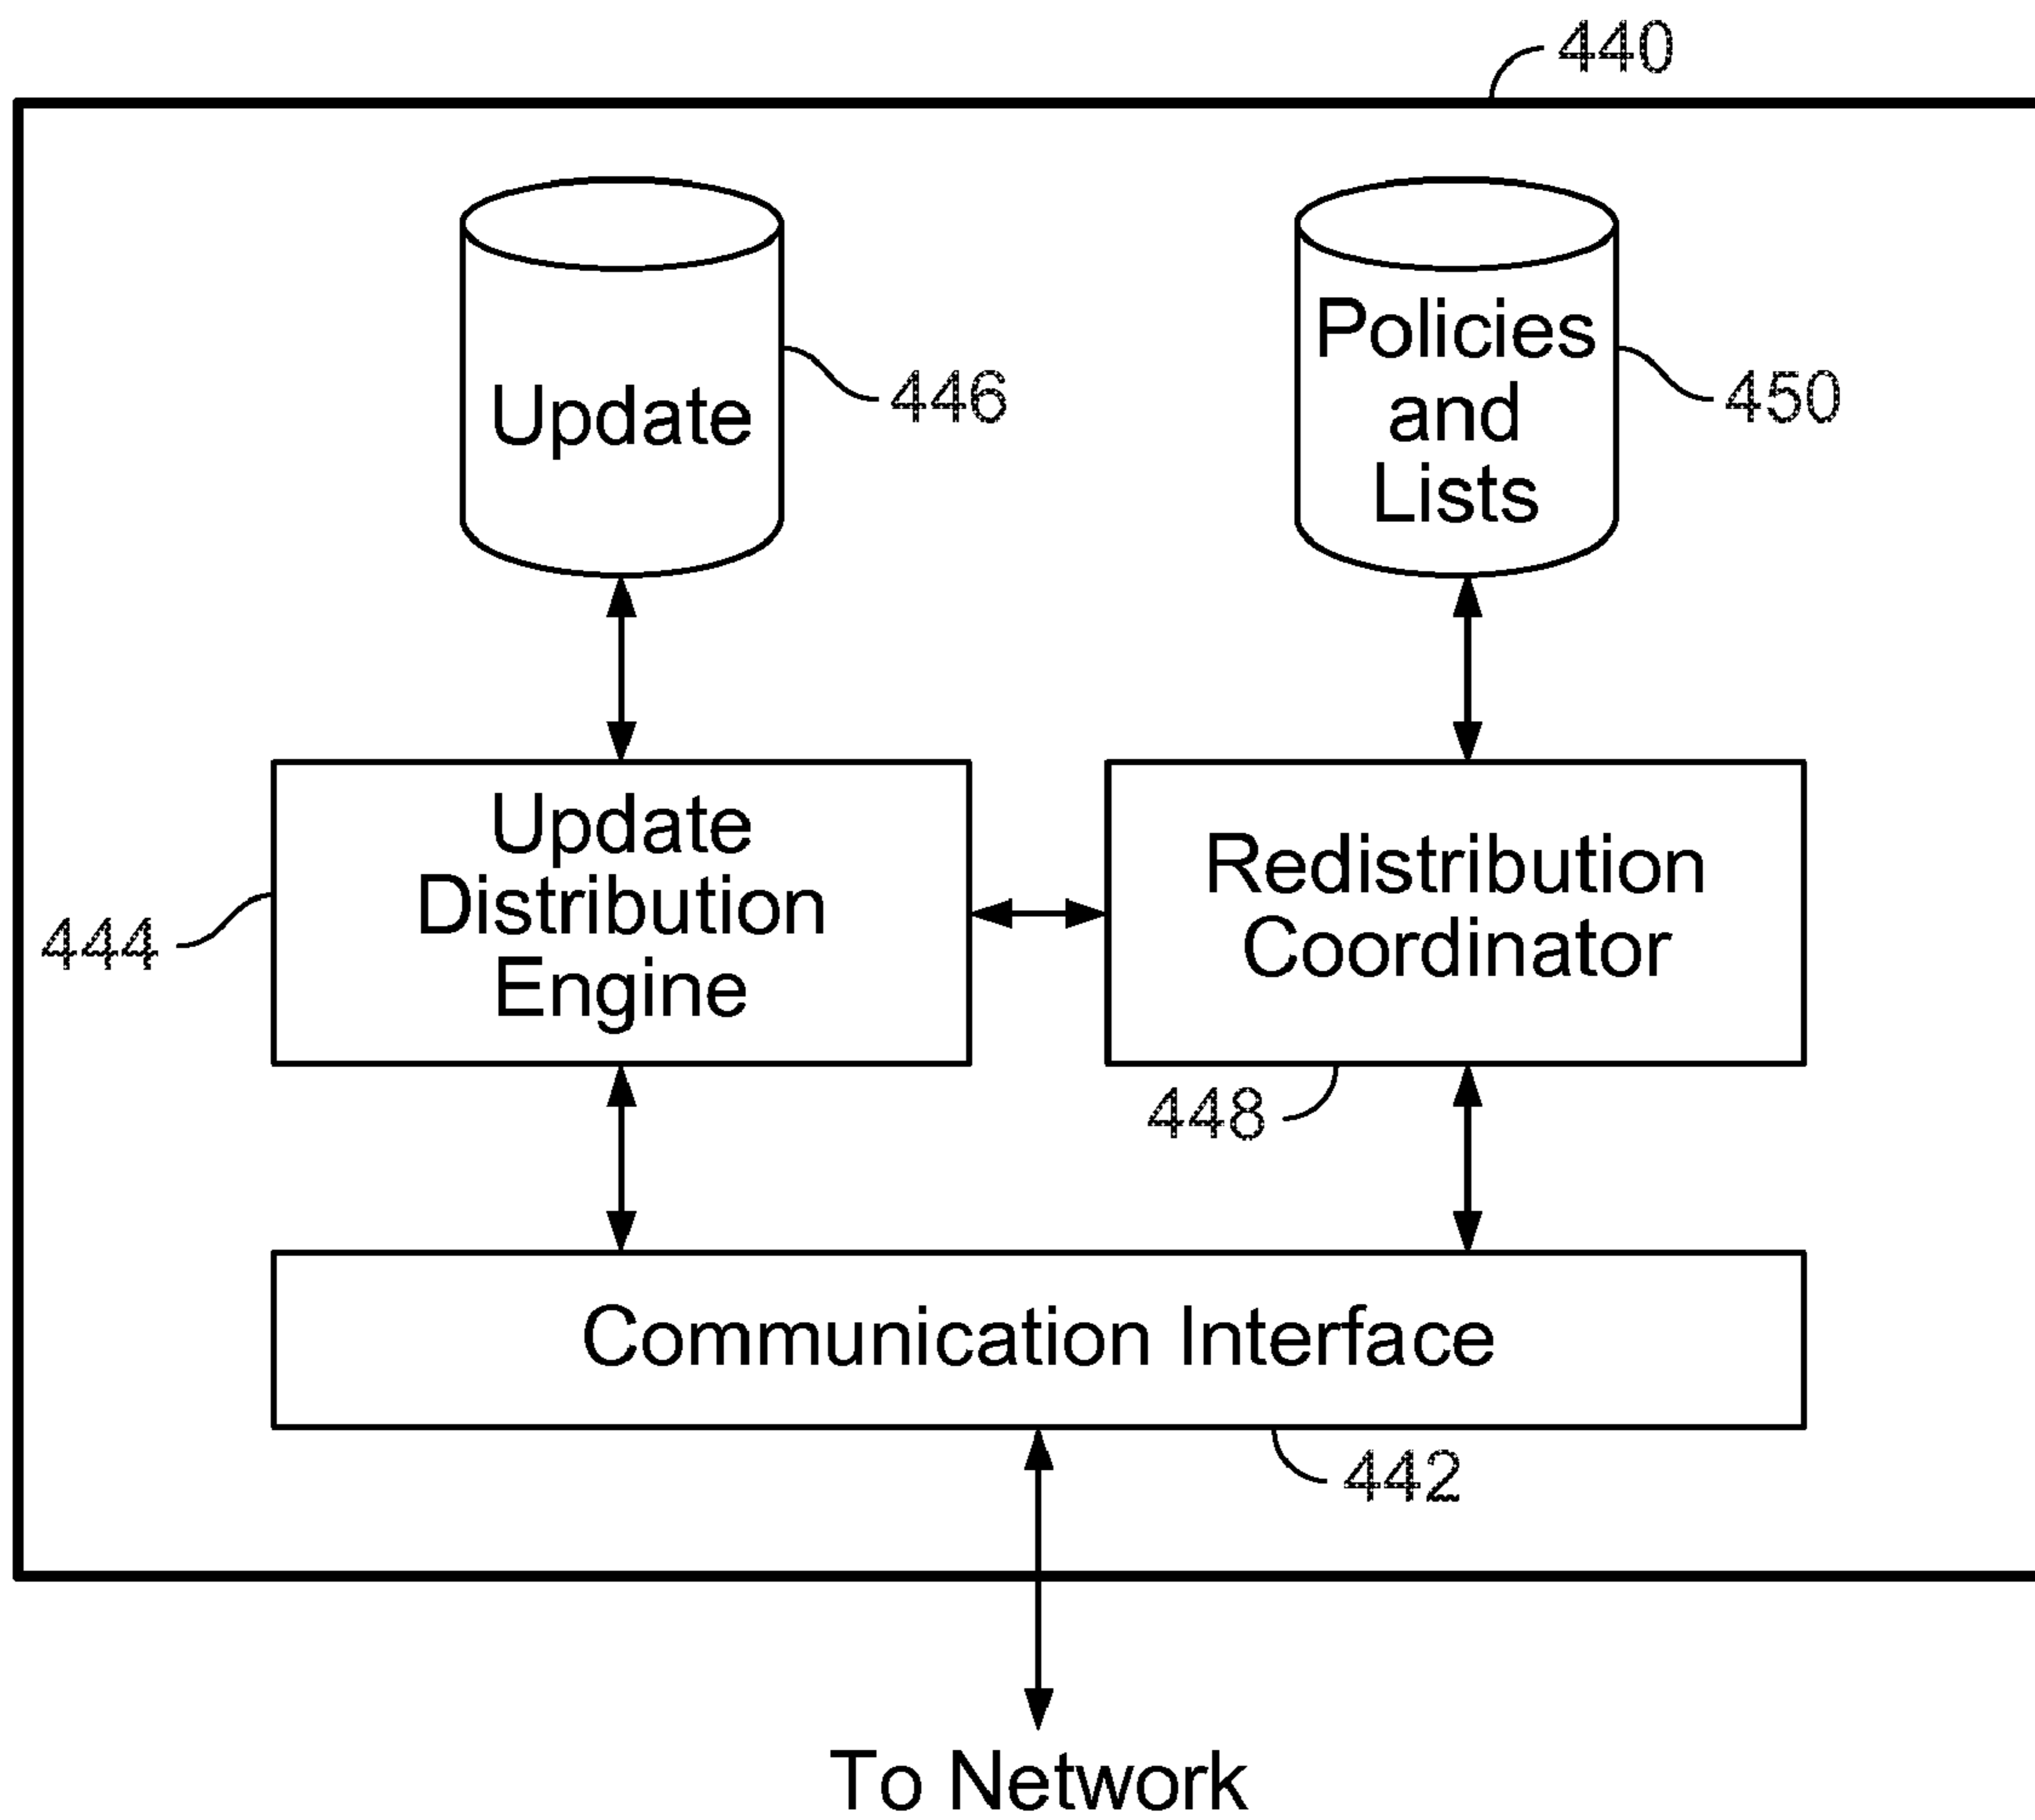 440
Update
446
Policies
and
Lists
450
Update
Distribution
Engine
444
Redistribution
Coordinator
448
Communication Interface
442
To Network